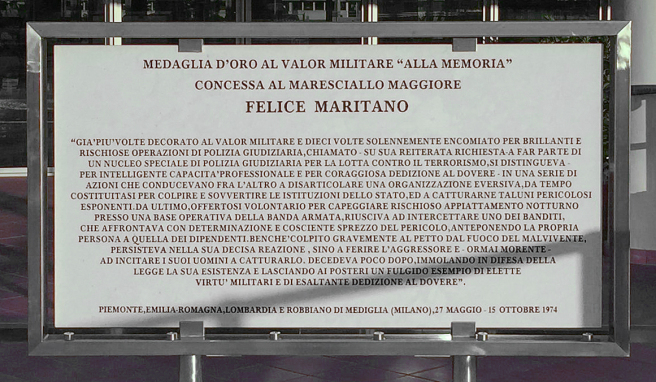 MEDAGLIA D'ORO AL VALOR MILITARE "ALLA MEMORIA"
CONCESSA AL MARESCIALLO MAGGIORE
FELICE MARITANO
"GIA'PIU'VOLTE DECORATO AL VALOR MILITARE E DIECI VOLTE SOLENNEMENTE ENCOMIATO PER BRILLANTI E
RISCHIOSE OPERAZIONI DI POLIZIA GIUDIZIARIA,CHIAMATO - SU SUA REITERATA RICHIESTA-A FAR PARTE DI
UN NUCLEO SPECIALE DI POLIZIA GIUDIZIARIA PER LA LOTTA CONTRO IL TERRORISMO,SI DISTINGUEVA -
PER INTELLIGENTE CAPACITA'PROFESSIONALE E PER CORAGGIOSA DEDIZIONE AL DOVERE - IN UNA SERIE DI
AZIONI CHE CONDUCEVANO FRA L'ALTRO A DISARTICOLARE UNA ORGANIZZAZIONE EVERSIVA,DA TEMPO
COSTITUITASI PER COLPIRE E SOVVERTIRE LE ISTITUZIONI DELLO STATO,ED A CATTURARNE TALUNI PERICOLOSI
ESPONENTI.DA ULTIMO,OFFERTOSI VOLONTARIO PER CAPEGGIARE RISCHIOSO APPIATTAMENTO NOTTURNO
PRESSO UNA BASE OPERATIVA DELLA BANDA ARMATA,RIUSCIVA AD INTERCETTARE UNO DEI BANDITI,
CHE AFFRONTAVA CON DETERMINAZIONE E COSCIENTE SPREZZO DEL PERICOLO,ANTEPONENDO LA PROPRIA
PERSONA A QUELLA DEI DIPENDENTI.BENCHE'COLPITO GRAVEMENTE AL PETTO DAL FUOCO DEL MALVIVENTE,
PERSISTEVA NELLA SUA DECISA REAZIONE , SINO A FERIRE L'AGGRESSORE E - ORMAI MORENTE -
AD INCITARE I SUOI UOMINI A CATTURARLO. DECEDEVA POCO DOPO,IMMOLANDO IN DIFESA DELLA
LEGGE LA SUA ESISTENZA E LASCIANDO AI POSTERI UN FULGIDO ESEMPIO DI ELETTE
VIRTU' MILITARI E DI ESALTANTE DEDIZIONE AL DOVERE".
PIEMONTE,EMILIA-ROMAGNA,LOMBARDIA E ROBBIANO DI MEDIGLIA (MILANO),27 MAGGIO - 15 OTTOBRE 1974